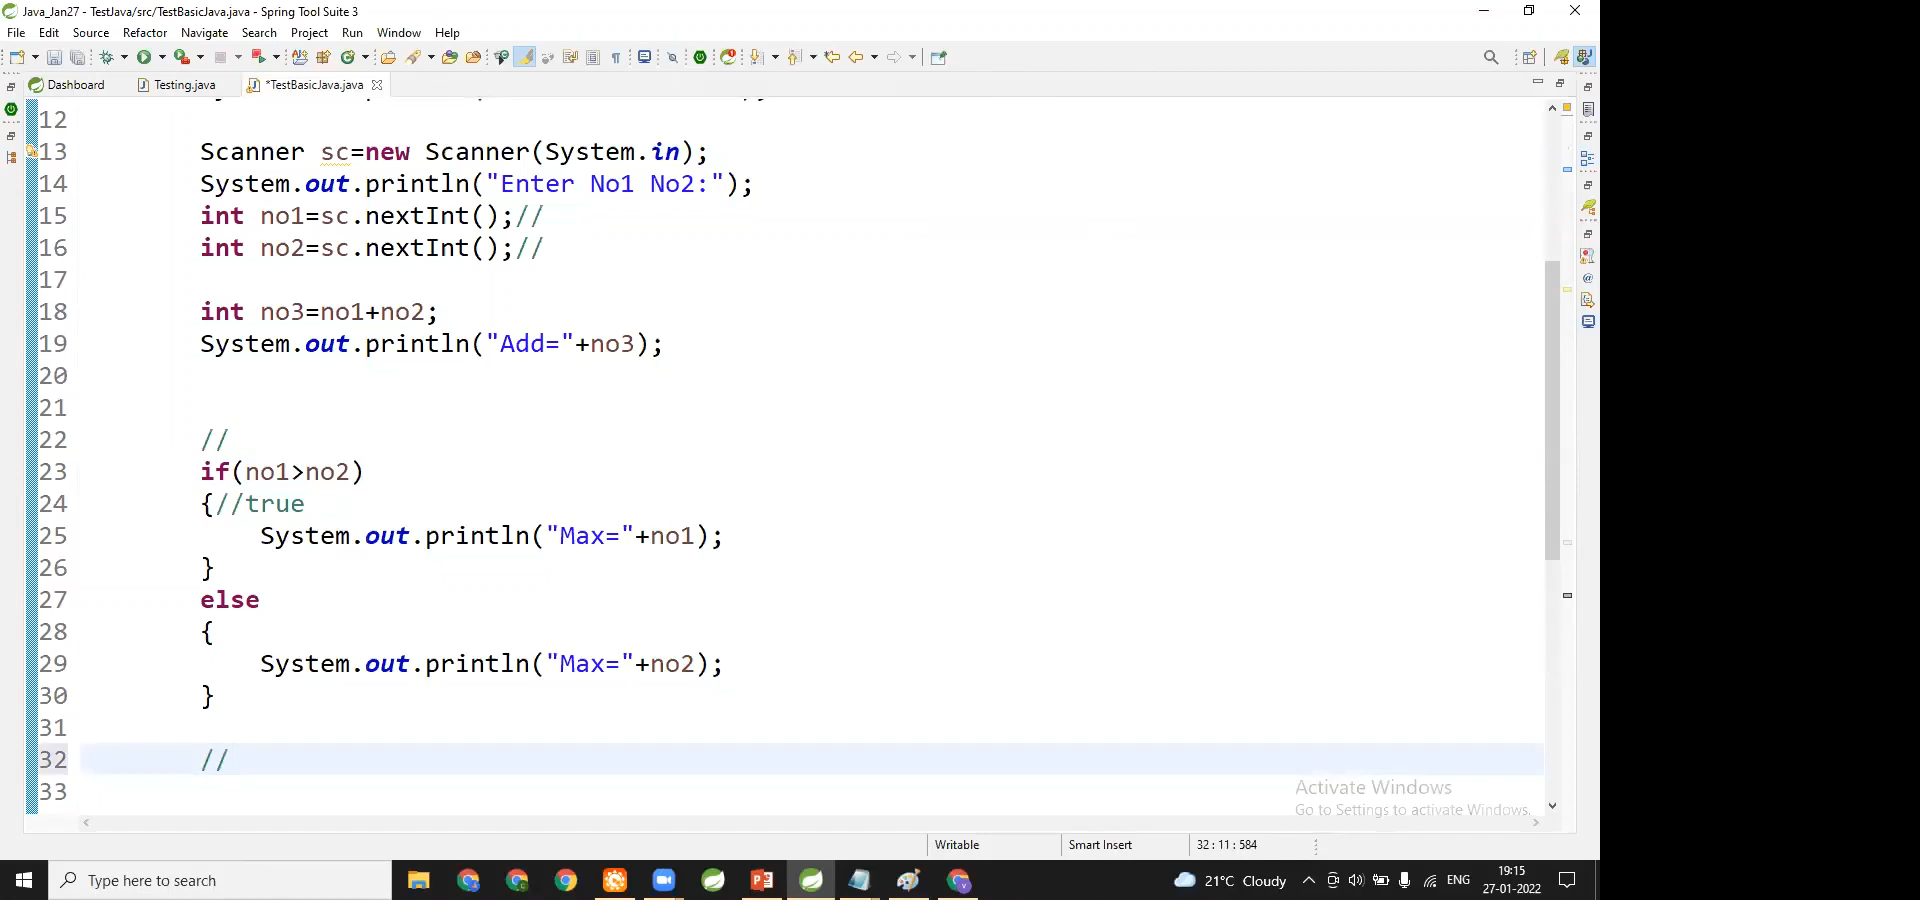 Java_Jan27 - TestJava/src/TestBasicJava.java - Spring Tool Suite 3
File Edit Source Refactor Navigate Search Project Run Window Help
Dashboard Testing.java *TestBasicJava.java
12
13 Scanner sc=new Scanner(System.in);
14 System.out.println("Enter No1 No2:");
15 int no1=sc.nextInt();//
16 int no2=sc.nextInt();//
17
18 int no3=no1+no2;
19 System.out.println("Add="+no3);
20
21
22 //
23 if(no1>no2)
24 {//true
25 System.out.println("Max="+no1);
26 }
27 else
28 {
29 System.out.println("Max="+no2);
30 }
31
32 //
33
Activate Windows
Go to Settings to activate Windows.
Writable Smart Insert 32 : 11 : 584
Type here to search 21°C Cloudy ENG 19:15
27-01-2022